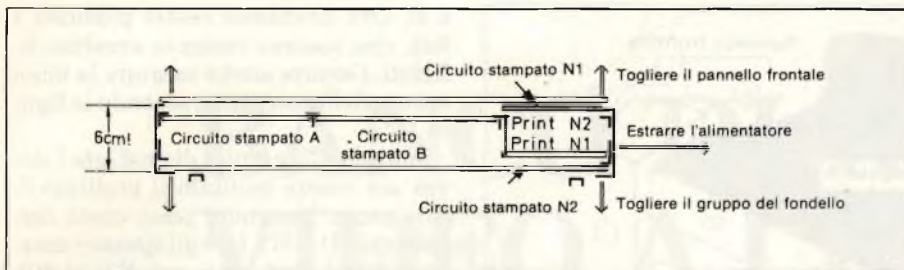 Circuito stampato N1
Togliere il pannello frontale
6cm!
Circuito stampato A
Circuito
stampato B
Print N2
Print N1
Estrarre l'alimentatore
Circuito stampato N2
Togliere il gruppo del fondello